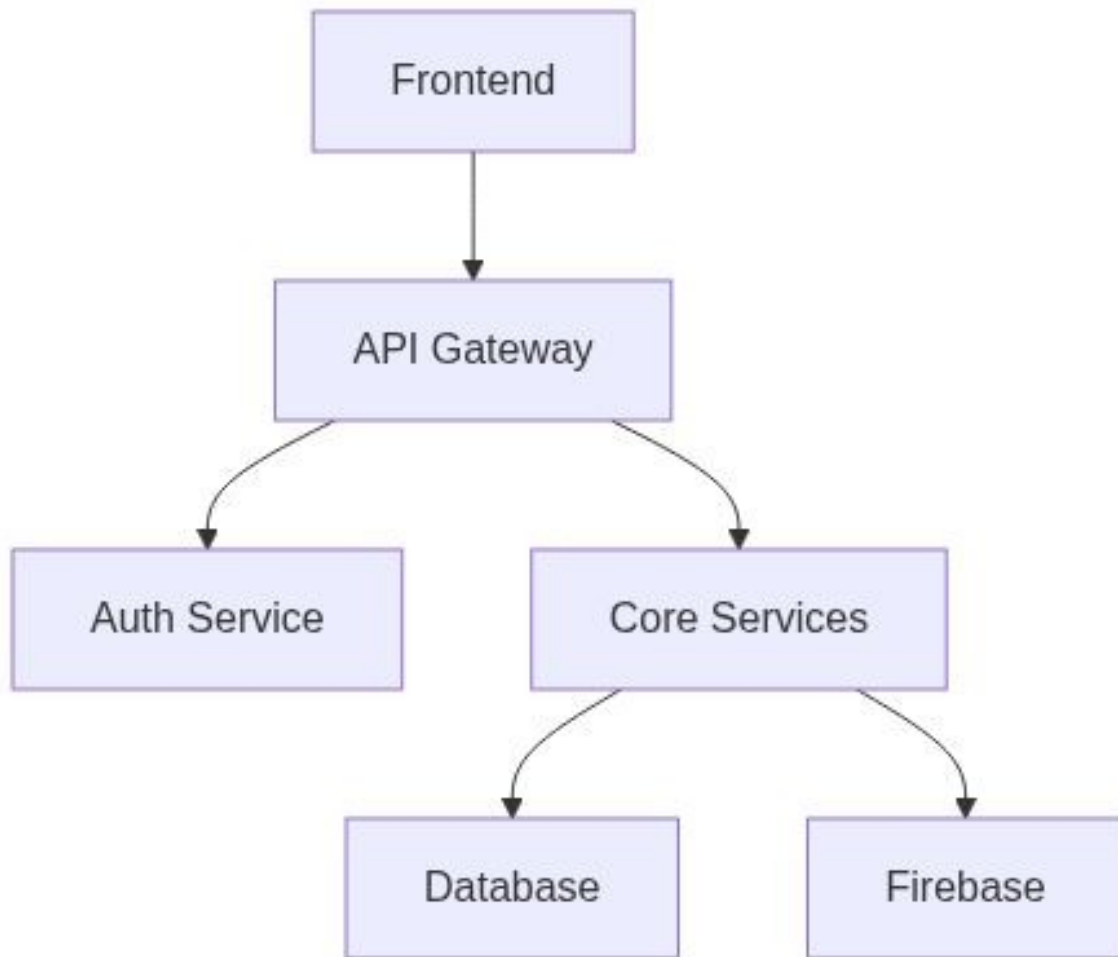 Frontend
API Gateway
Auth Service
Core Services
Database
Firebase